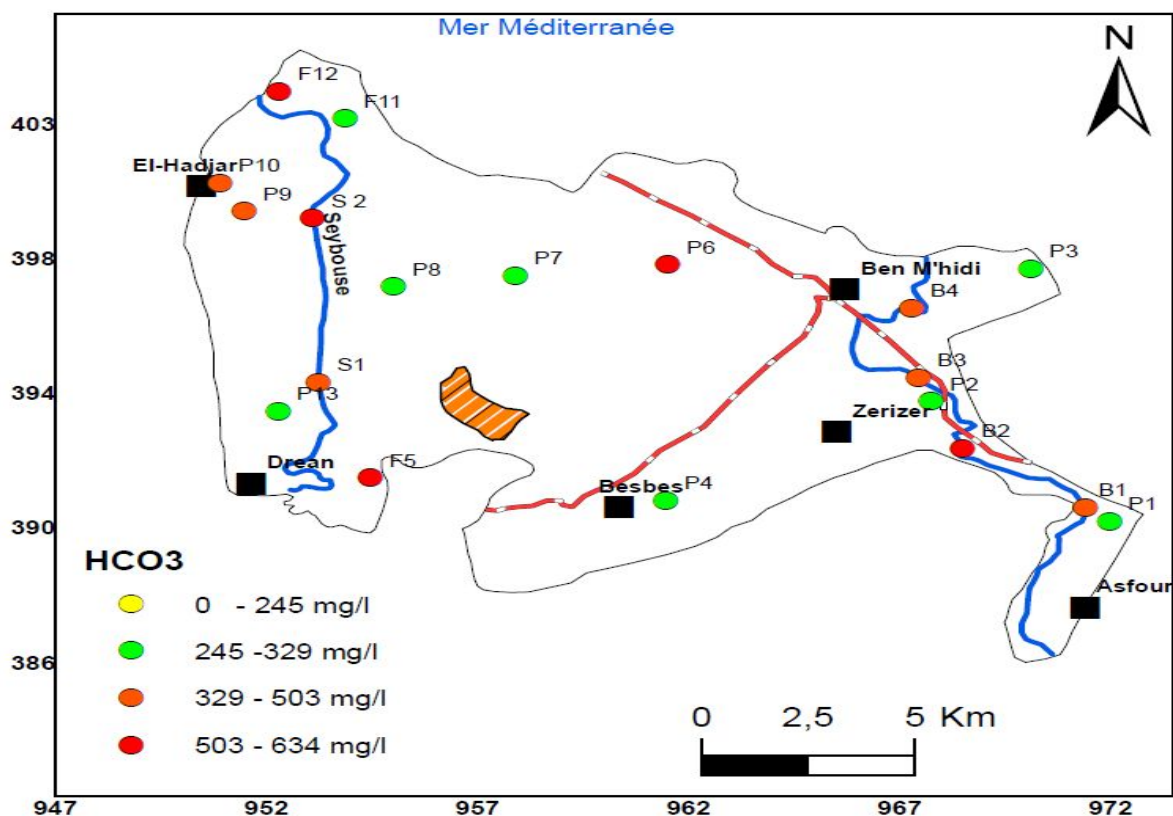 Mer Méditerranée
N
F12
F11
403
El-Hadjar P10
P9
S 2
Seybouse
398
P8
P7
P6
Ben M'hidi
P3
B4
S1
394
P 13
B3
P2
Zerizer
B2
Drean
F5
Besbes
P4
B1
P1
390
HCO3
Asfour
0 - 245 mg/l
245 -329 mg/l
386
329 - 503 mg/l
503 - 634 mg/l
0 2,5 5 Km
947 952 957 962 967 972